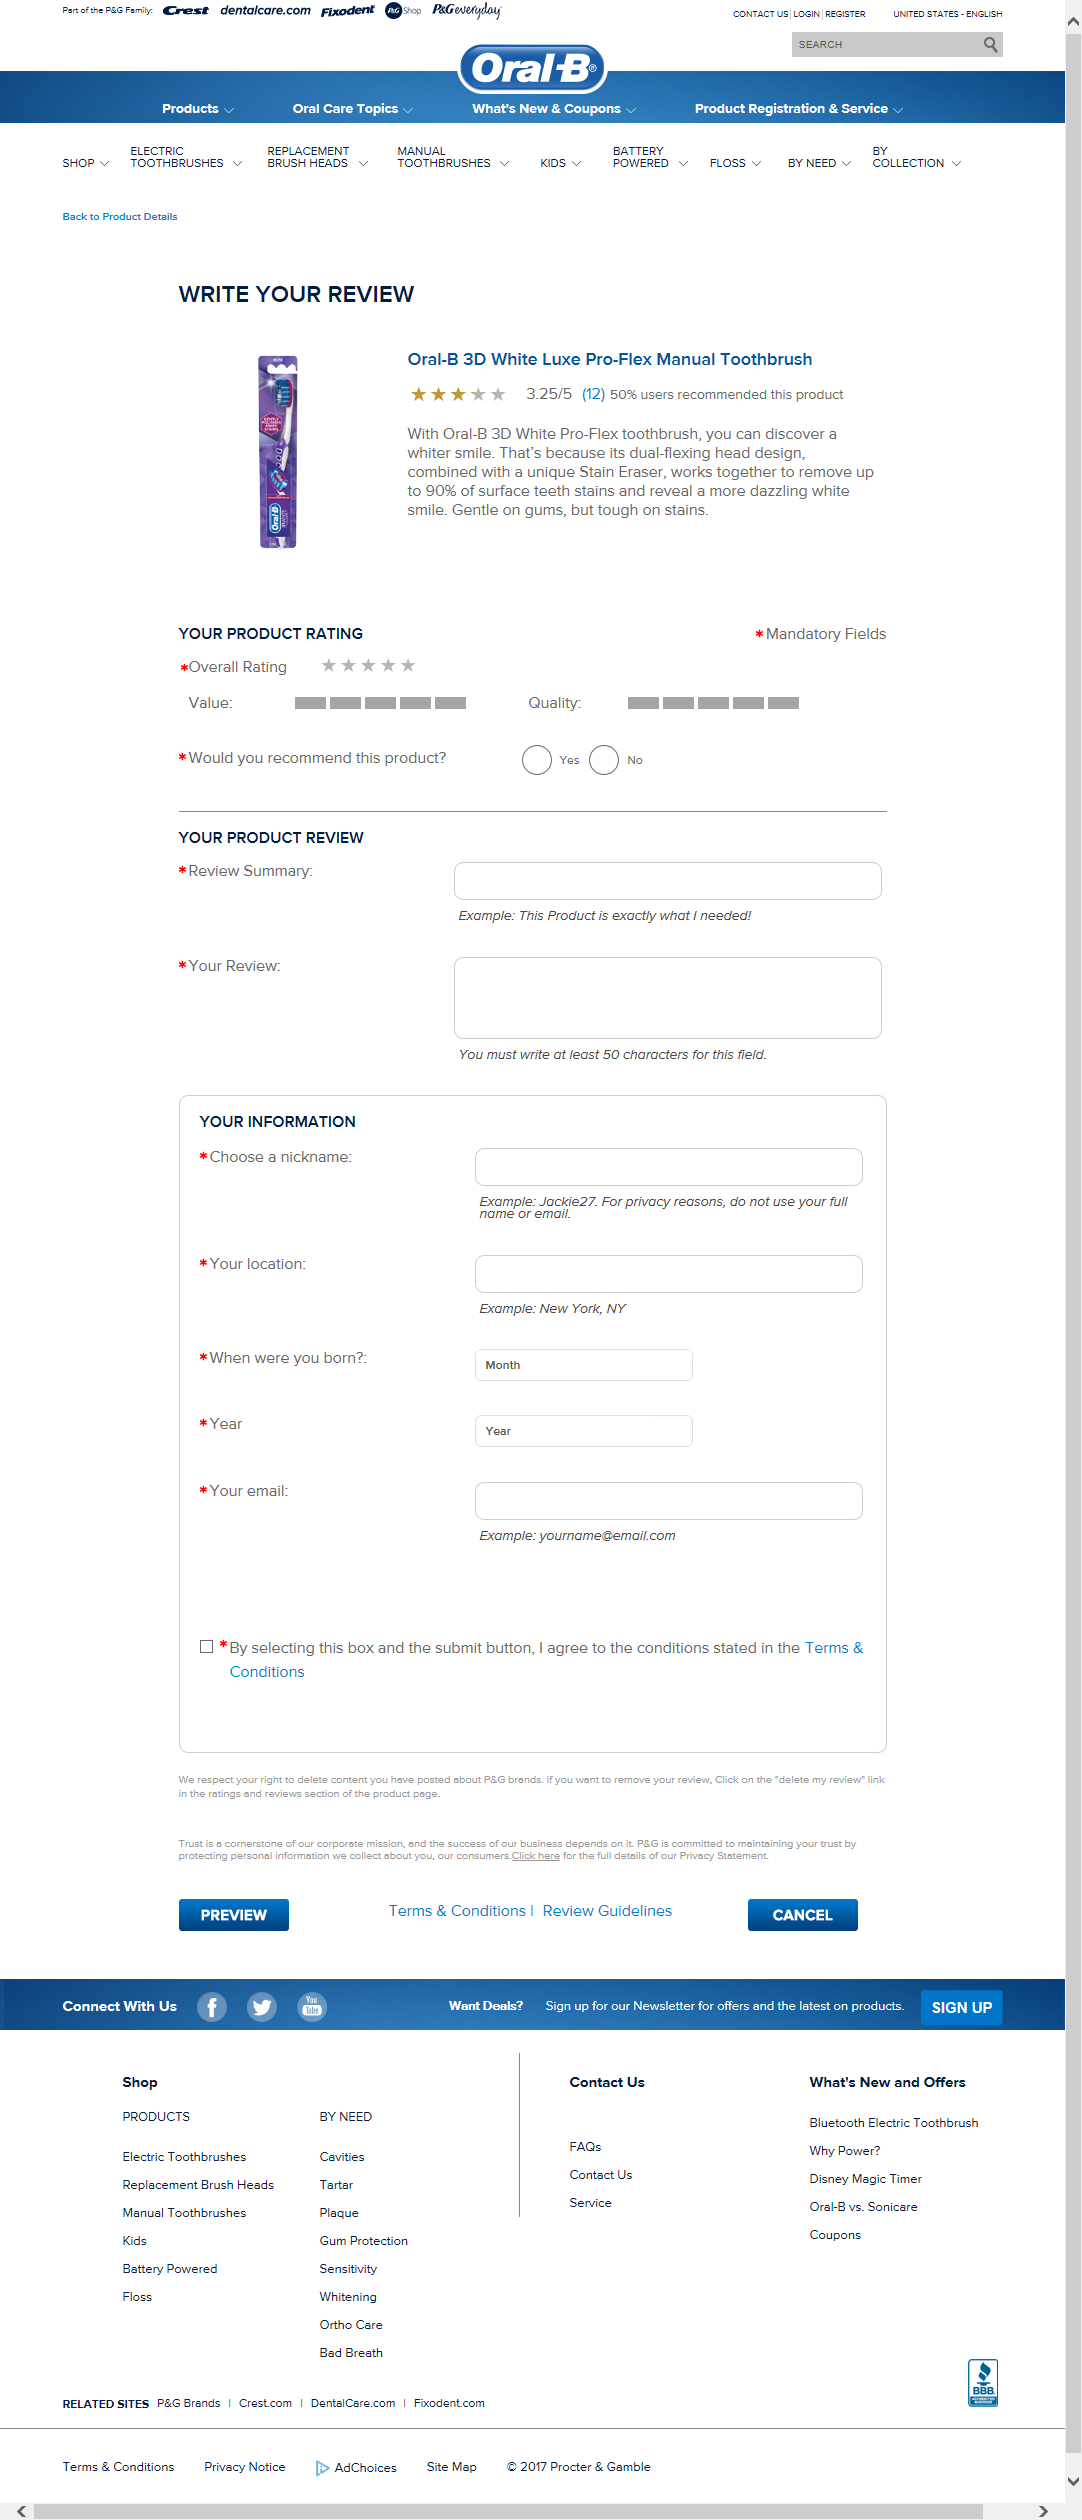 Part of the P&G Family: Crest dentalcare.com Fixodent P&G Shop P&Geveryday
CONTACT US | LOGIN | REGISTER UNITED STATES - ENGLISH
SEARCH
Oral-B®
Products Oral Care Topics What's New & Coupons Product Registration & Service
SHOP ELECTRIC TOOTHBRUSHES REPLACEMENT BRUSH HEADS MANUAL TOOTHBRUSHES KIDS BATTERY POWERED FLOSS BY NEED BY COLLECTION
Back to Product Details
WRITE YOUR REVIEW
Oral-B 3D White Luxe Pro-Flex Manual Toothbrush
3.25/5 (12) 50% users recommended this product
With Oral-B 3D White Pro-Flex toothbrush, you can discover a
whiter smile. That's because its dual-flexing head design,
combined with a unique Stain Eraser, works together to remove up
to 90% of surface teeth stains and reveal a more dazzling white
smile. Gentle on gums, but tough on stains.
Oral-B
YOUR PRODUCT RATING
*Mandatory Fields
*Overall Rating
Value: Quality:
*Would you recommend this product? Yes No
YOUR PRODUCT REVIEW
*Review Summary:
Example: This Product is exactly what I needed!
*Your Review:
You must write at least 50 characters for this field.
YOUR INFORMATION
*Choose a nickname:
Example: Jackie27. For privacy reasons, do not use your full
name or email.
*Your location:
Example: New York, NY
*When were you born?: Month
*Year Year
*Your email:
Example: yourname@email.com
*By selecting this box and the submit button, I agree to the conditions stated in the Terms &
Conditions
We respect your right to delete content you have posted about P&G brands. if you want to remove your review, Click on the "delete my review" link
in the ratings and reviews section of the product page.
Trust is a cornerstone of our corporate mission, and the success of our business depends on it. P&G is committed to maintaining your trust by
protecting personal information we collect about you, our consumers.Click here for the full details of our Privacy Statement.
PREVIEW Terms & Conditions | Review Guidelines CANCEL
Connect With Us f You Tube Want Deals? Sign up for our Newsletter for offers and the latest on products. SIGN UP
Shop
PRODUCTS
Electric Toothbrushes
Replacement Brush Heads
Manual Toothbrushes
Kids
Battery Powered
Floss
BY NEED
Cavities
Tartar
Plaque
Gum Protection
Sensitivity
Whitening
Ortho Care
Bad Breath
Contact Us
FAQs
Contact Us
Service
What's New and Offers
Bluetooth Electric Toothbrush
Why Power?
Disney Magic Timer
Oral-B vs. Sonicare
Coupons
BBB
ACCREDITED BUSINESS
RELATED SITES P&G Brands | Crest.com | DentalCare.com | Fixodent.com
Terms & Conditions Privacy Notice AdChoices Site Map © 2017 Procter & Gamble